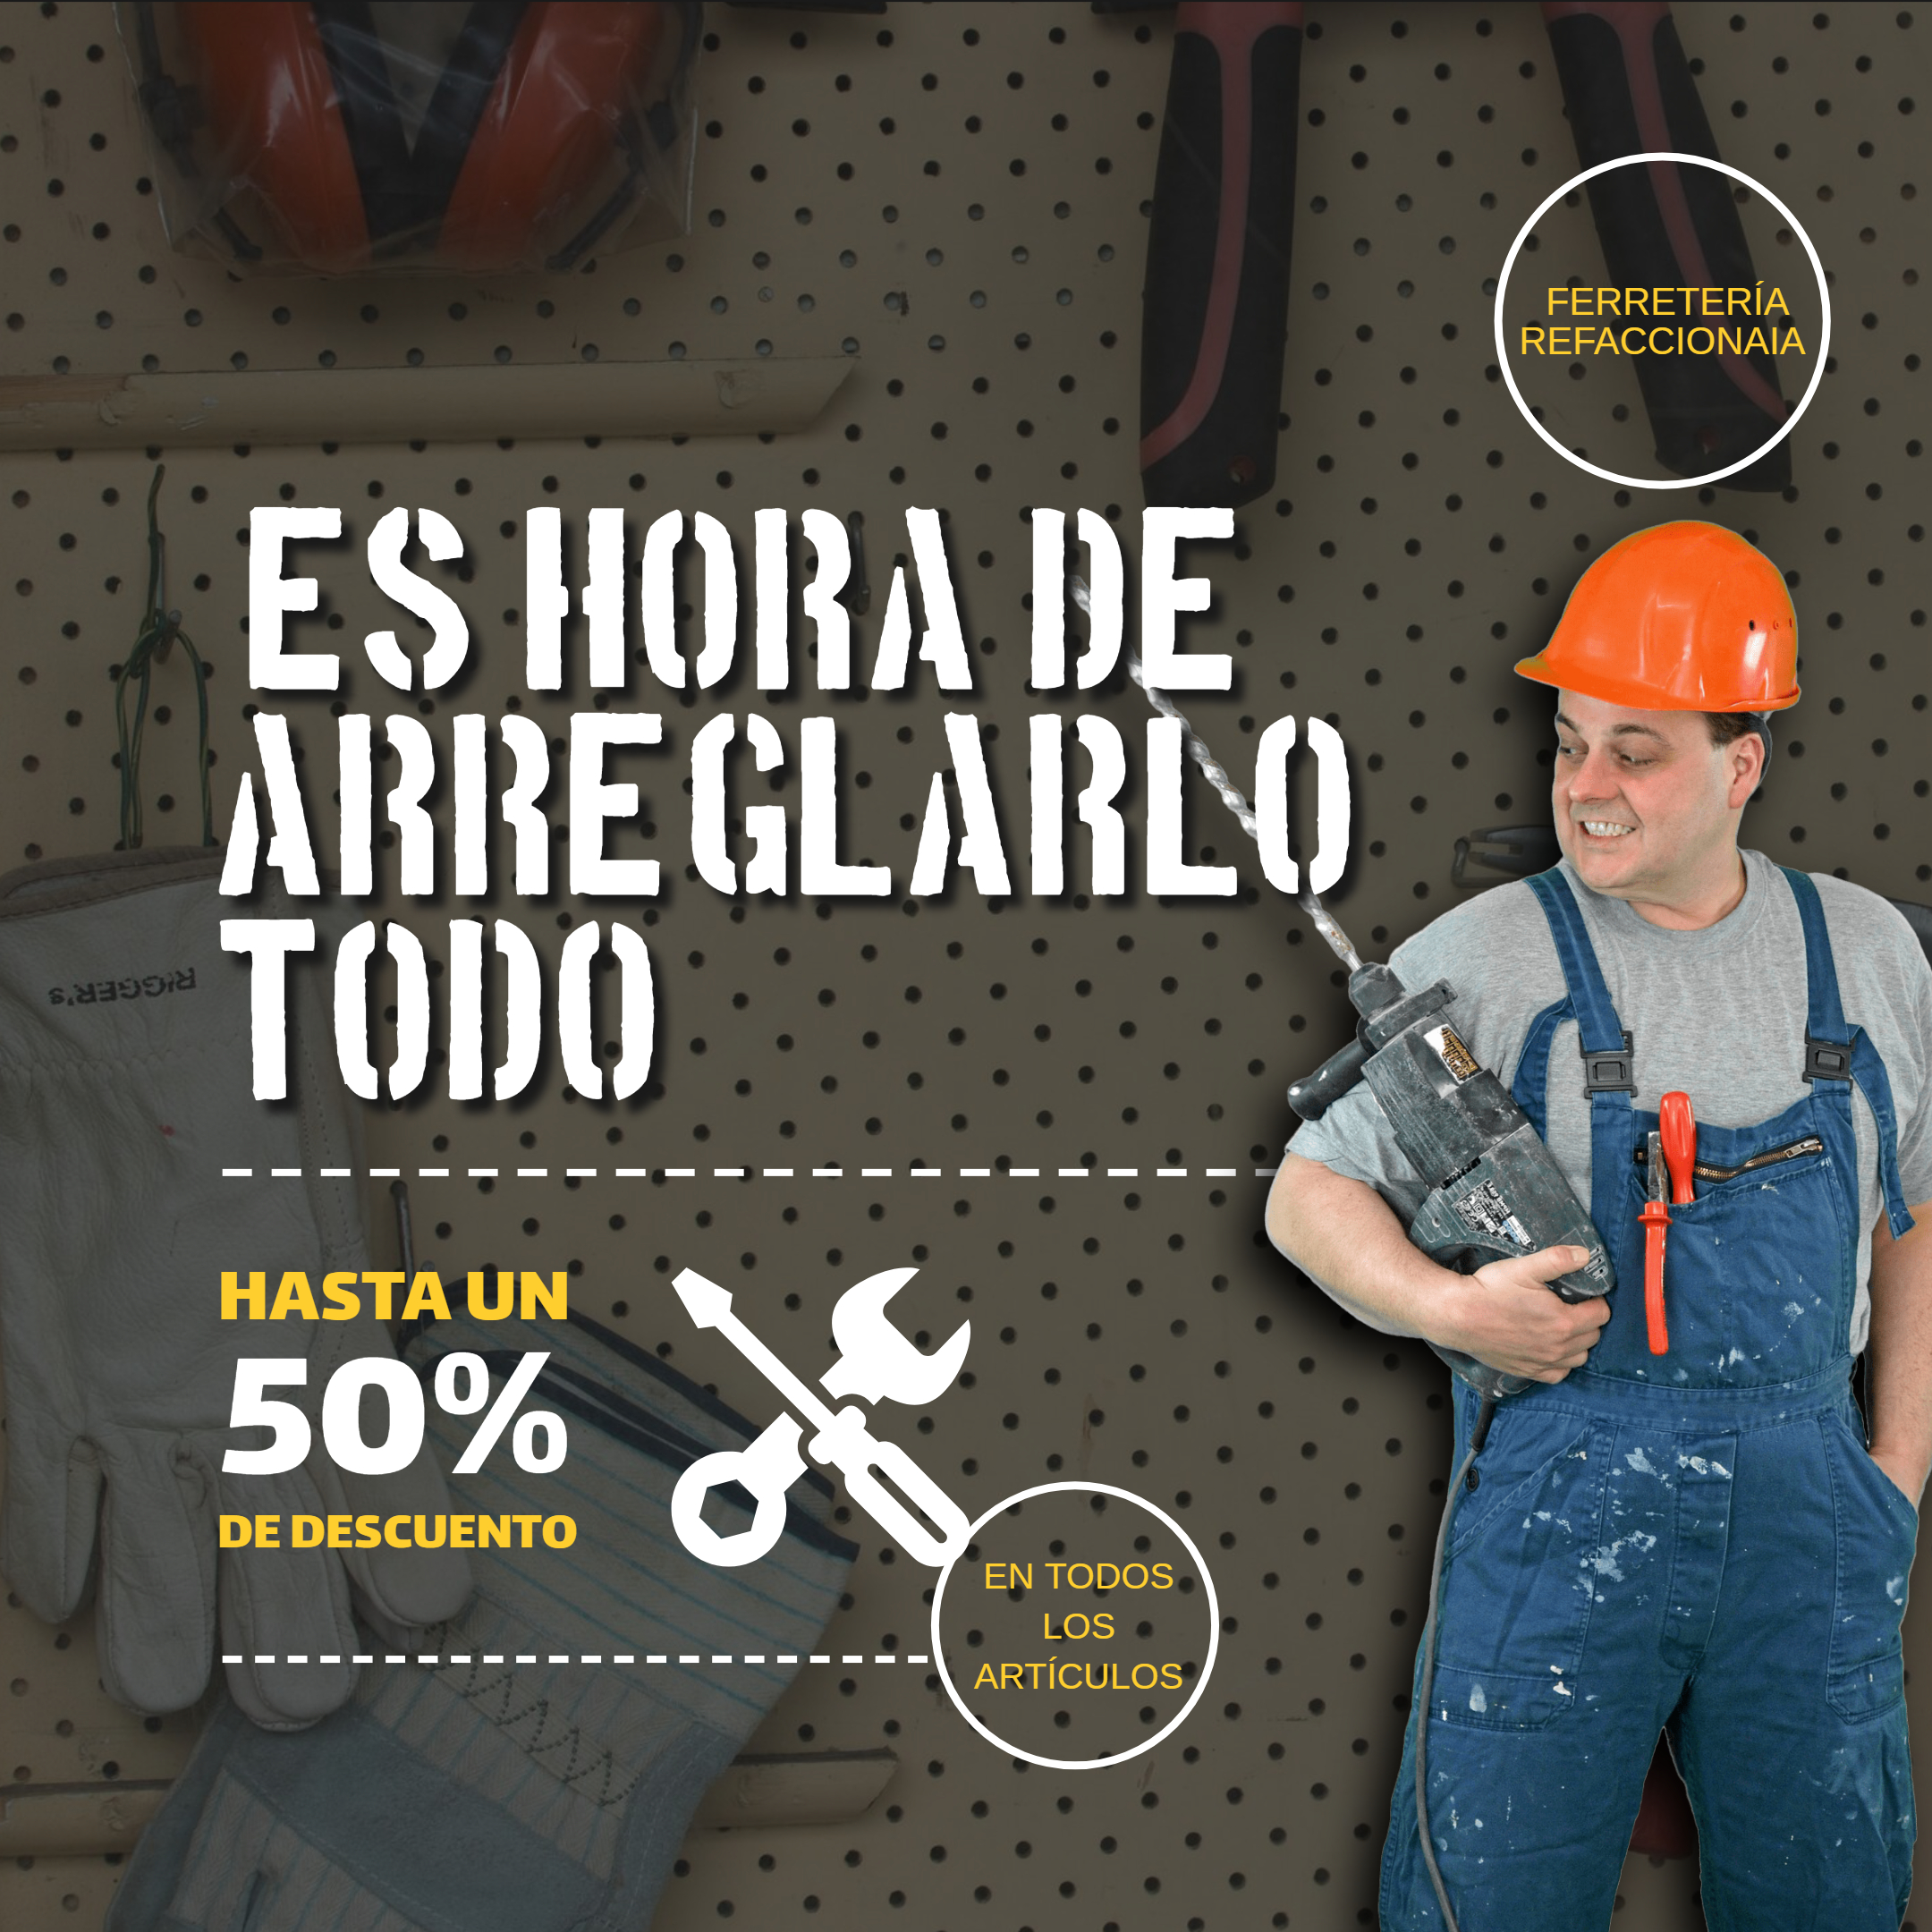 FERRETERÍA
REFACCIONAIA
ES HORA DE
ARREGLARLO
TODO
RIGGER's
HASTA UN
50%
DE DESCUENTO
EN TODOS
LOS
ARTÍCULOS